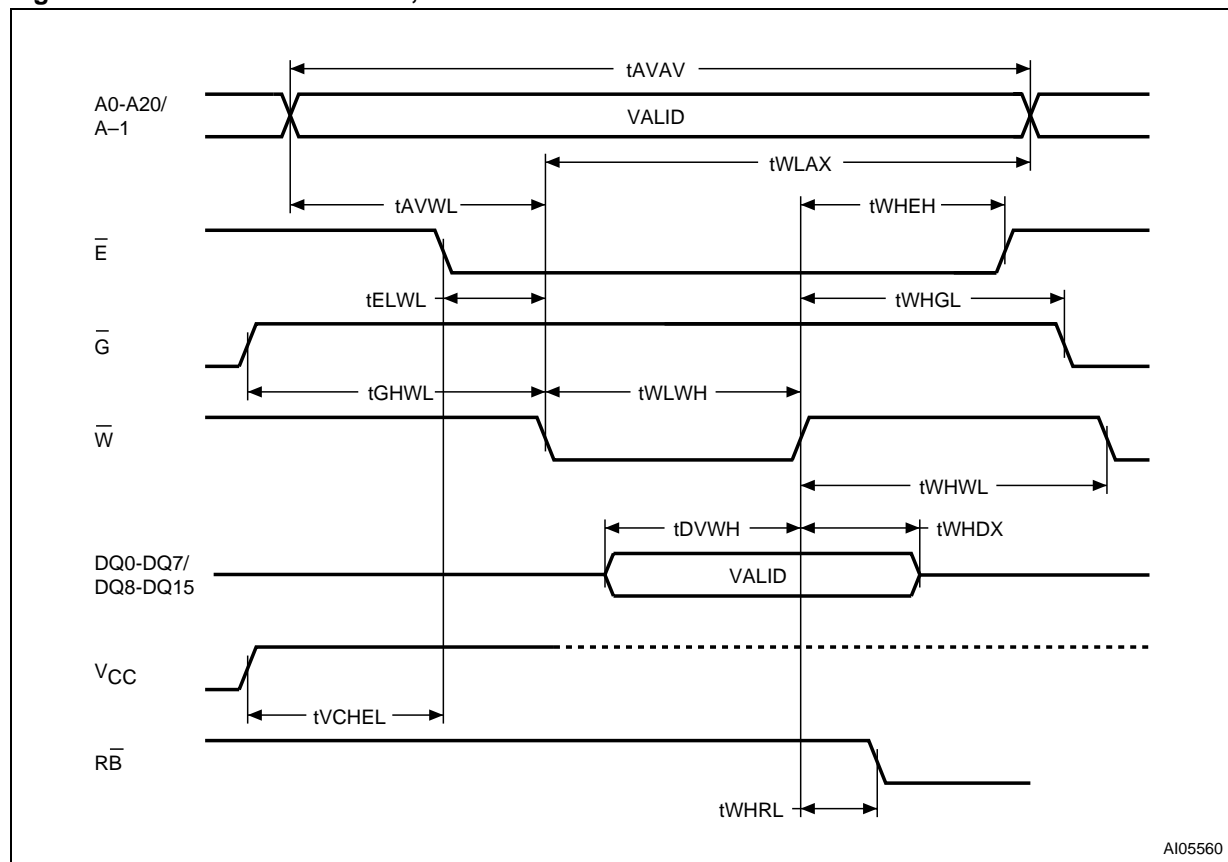 tAVAV
A0-A20/
A–1
VALID
tWLAX
tAVWL
tWHEH
E̅
tELWL
tWHGL
G̅
tGHWL
tWLWH
W̅
tWHWL
tDVWH
tWHDX
DQ0-DQ7/
DQ8-DQ15
VALID
VCC
tVCHEL
RB̅
tWHRL
AI05560